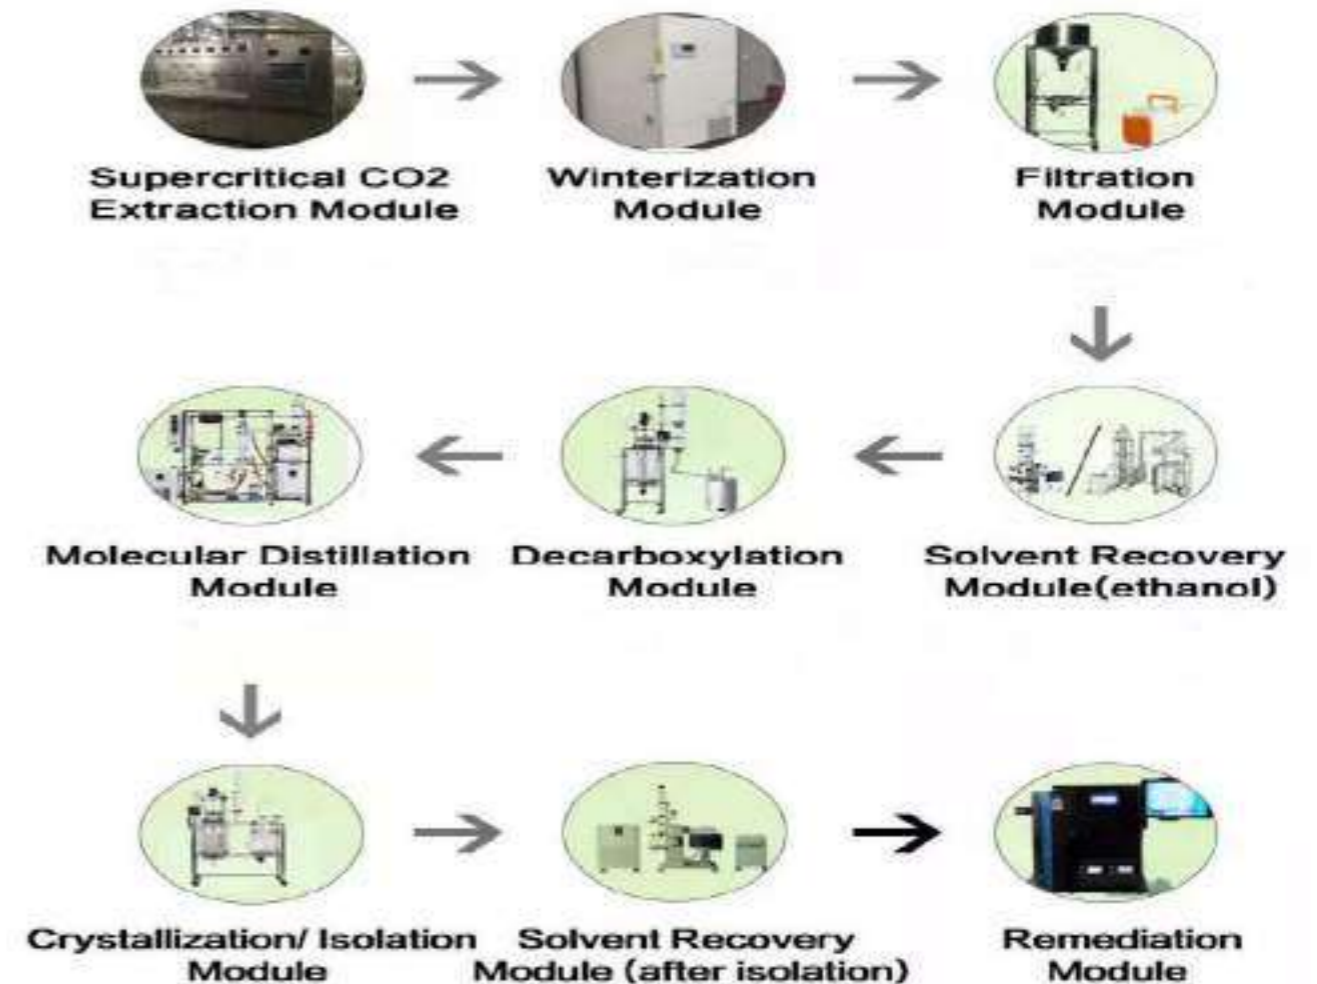 Supercritical CO2
Extraction Module
Winterization
Module
Filtration
Module
Molecular Distillation
Module
Decarboxylation
Module
Solvent Recovery
Module(ethanol)
Crystallization/ Isolation
Module
Solvent Recovery
Module (after isolation)
Remediation
Module